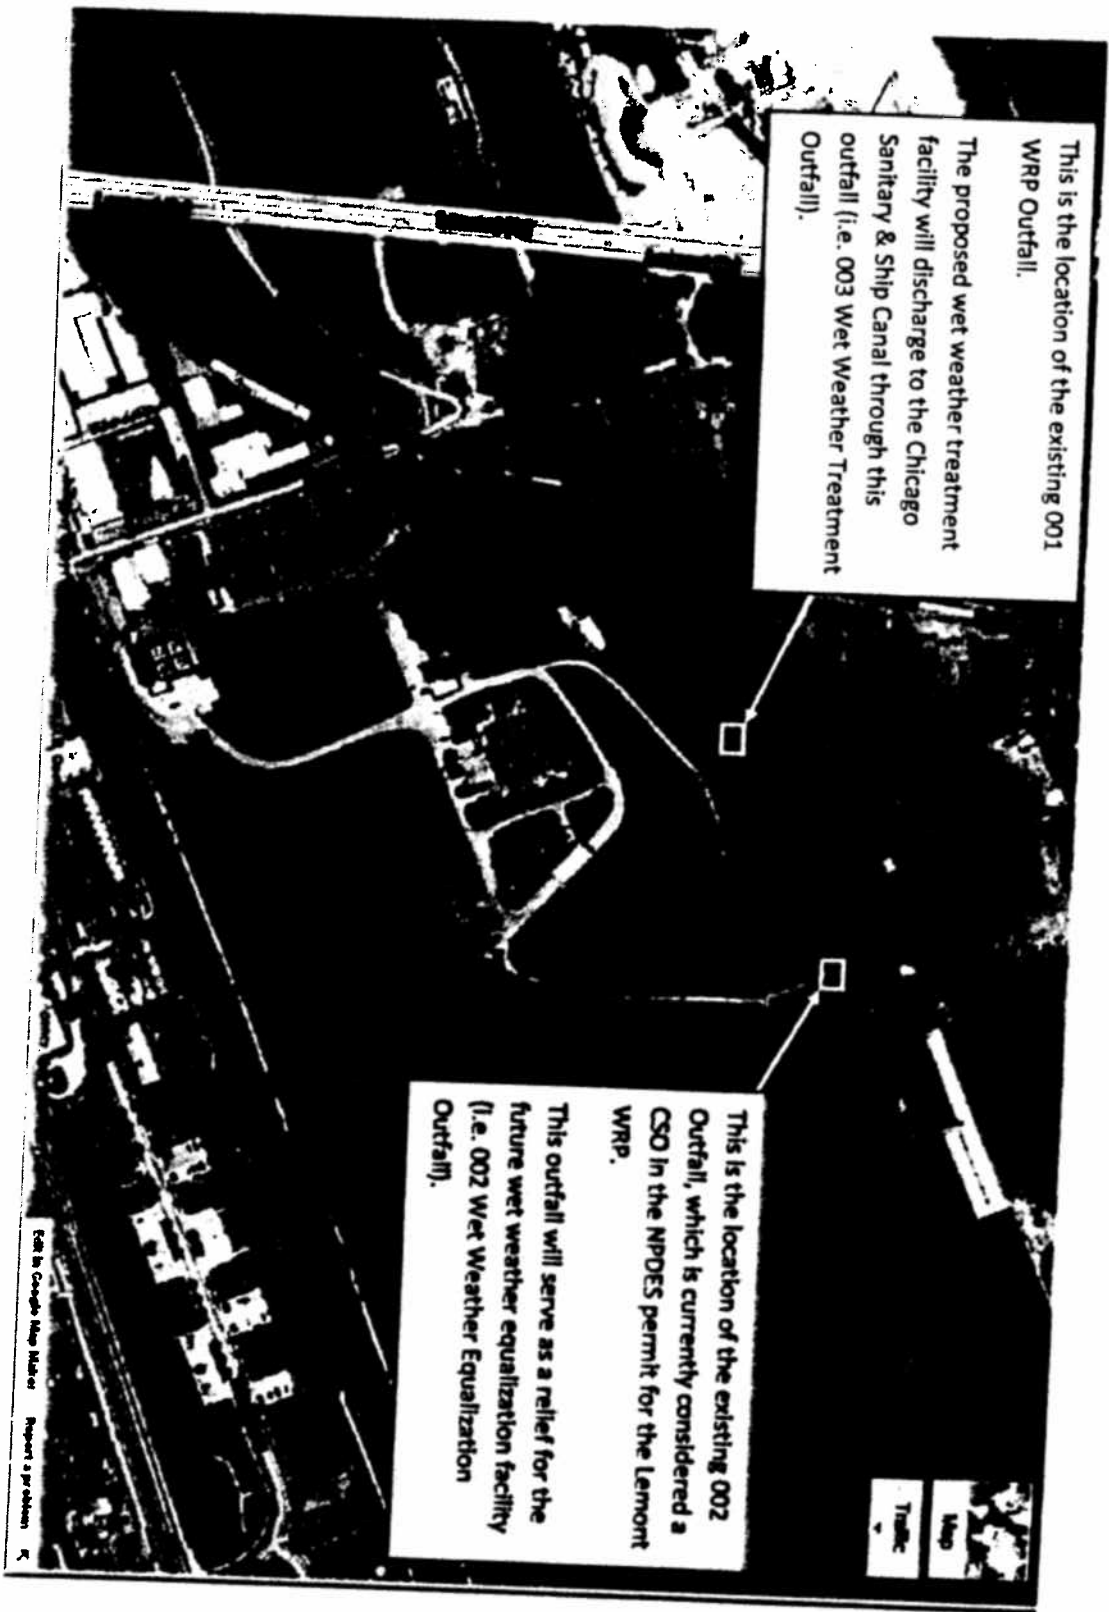 This is the location of the existing 001
WRP Outfall.
The proposed wet weather treatment
facility will discharge to the Chicago
Sanitary & Ship Canal through this
outfall (i.e. 003 Wet Weather Treatment
Outfall).
This is the location of the existing 002
Outfall, which is currently considered a
CSO in the NPDES permit for the Lemont
WRP.
This outfall will serve as a relief for the
future wet weather equalization facility
(i.e. 002 Wet Weather Equalization
Outfall).
Map
Traffic
Edit in Google Map Maker Report a problem